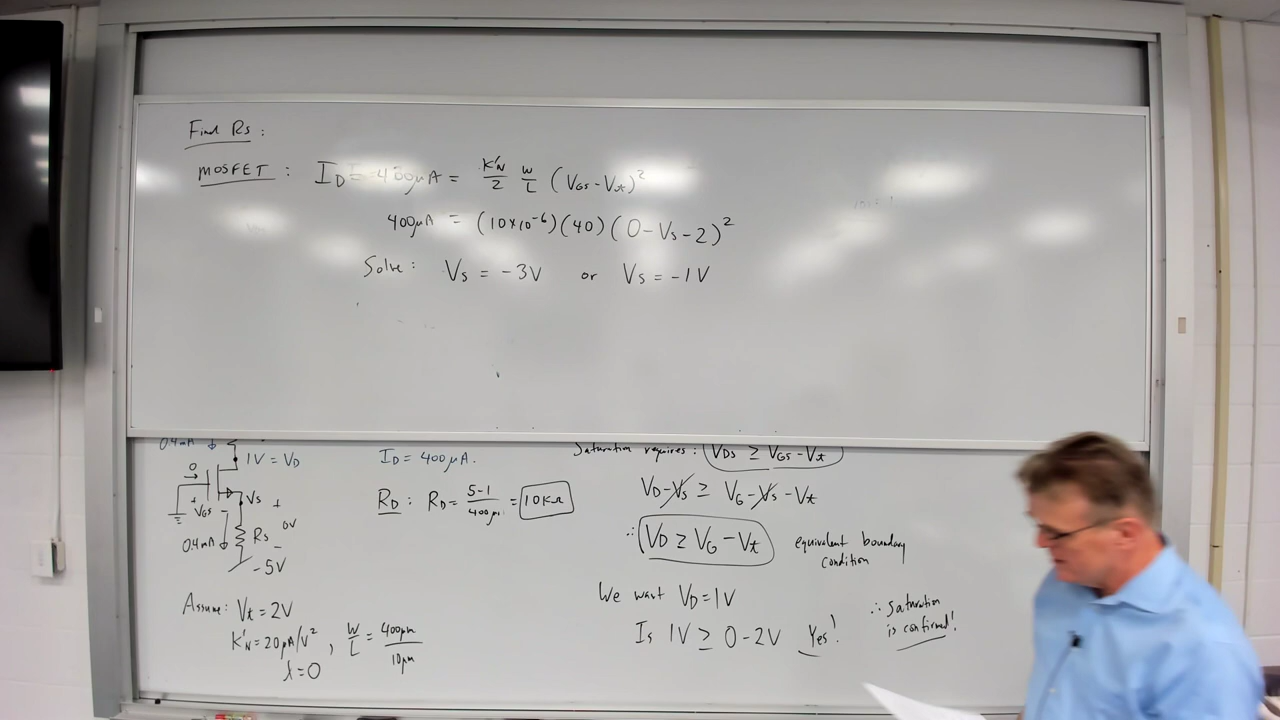 Find Rs :
MOSFET : I_D = 400μA = K'N/2 W/L (VGS - Vt)²
400μA = (10×10⁻⁶)(40)(0 - Vs - 2)²
Solve : Vs = -3V or Vs = -1V
0.4mA
1V = VD
0
+ VGS -
Vs
+
0V
-
Rs
0.4mA
-5V
Assume : Vt = 2V
K'N = 20μA/V² , W/L = 400μm/10μm
λ = 0
ID = 400μA.
RD : RD = 5-1/400μ = 10KΩ
Saturation requires : VDS ≥ VGS - Vt
VD - Vs ≥ VG - Vs - Vt
∴ VD ≥ VG - Vt equivalent boundary condition
We want VD = 1V
Is 1V ≥ 0 - 2V Yes!
∴ Saturation
is confirmed!